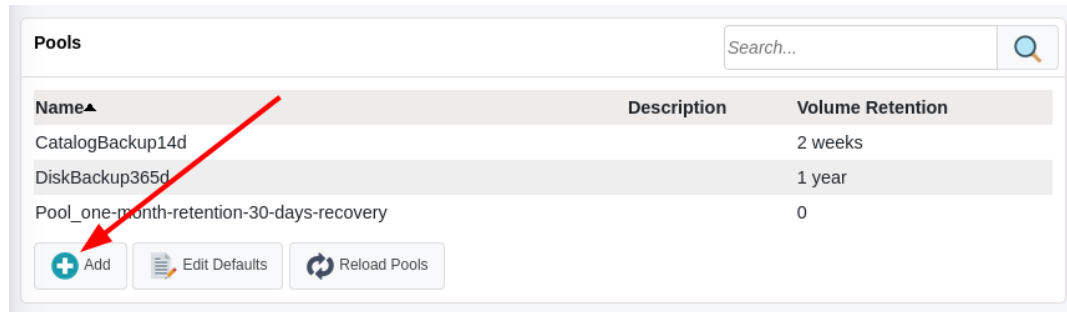 Pools
Search...
Name Description Volume Retention
CatalogBackup14d 2 weeks
DiskBackup365d 1 year
Pool_one-month-retention-30-days-recovery 0
Add Edit Defaults Reload Pools